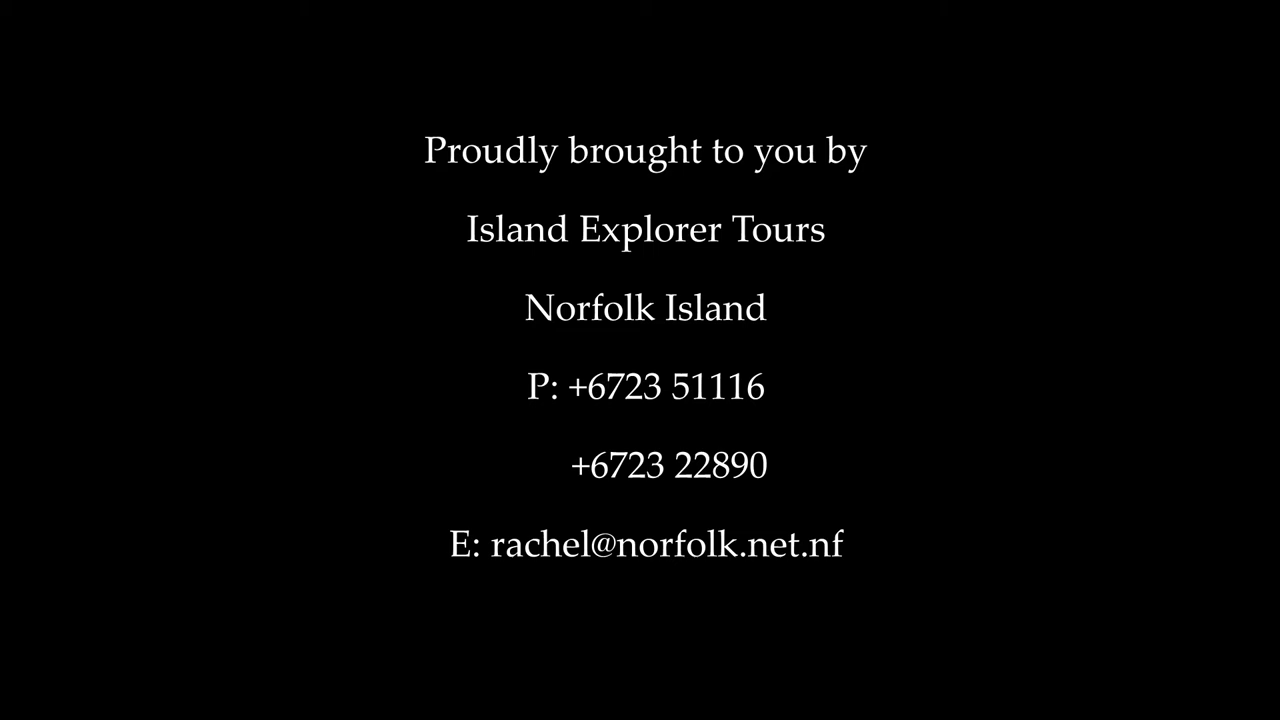 Proudly brought to you by
Island Explorer Tours
Norfolk Island
P: +6723 51116
+6723 22890
E: rachel@norfolk.net.nf